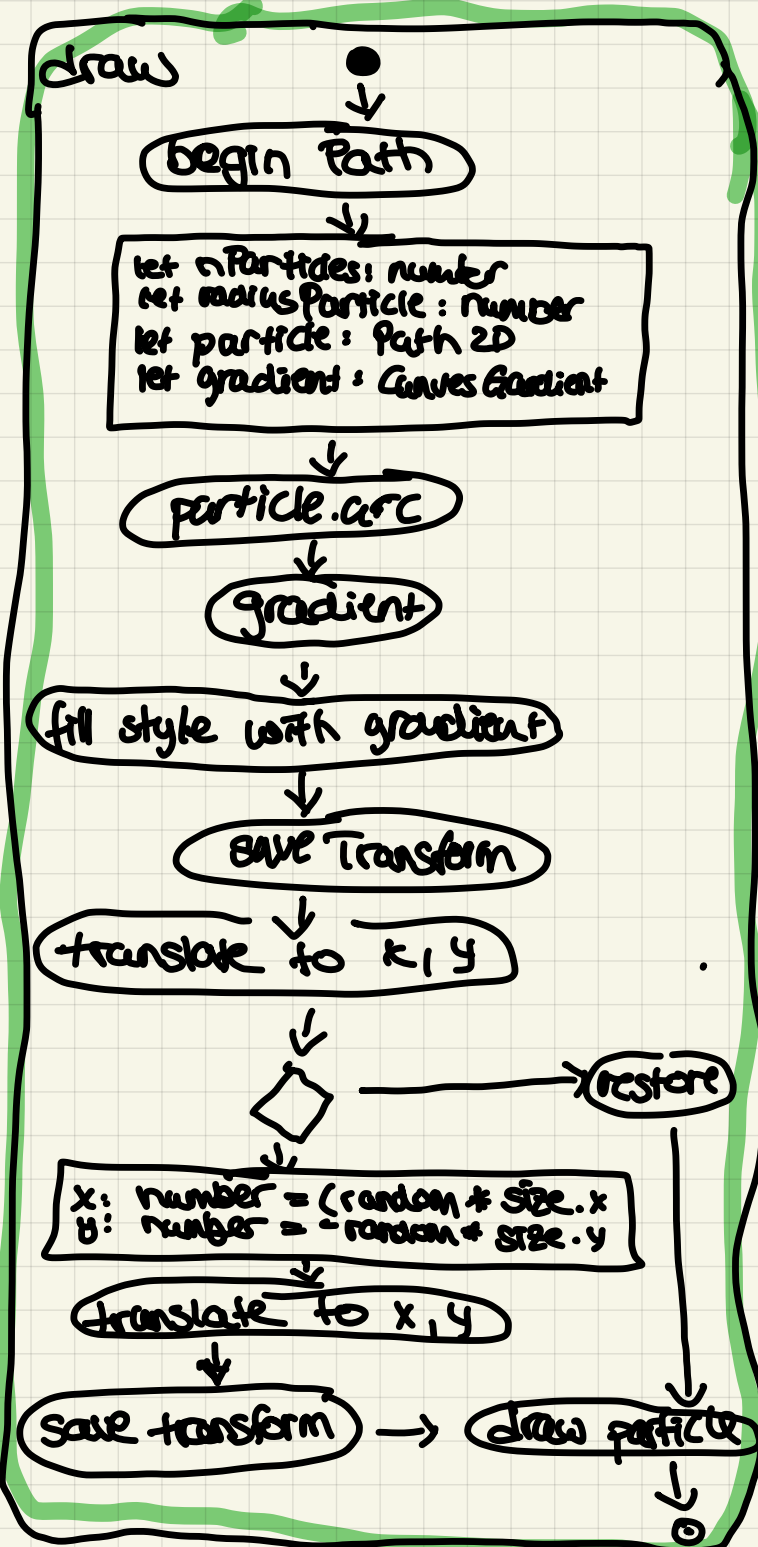 draw
begin Path
let nParticles: number
let radiusParticle: number
let particle: Path 2D
let gradient: CanvesGardient
particle.arc
gradient
fill style with graudient
save Transform
translate to x, y
restore
x: number = (random * size.x
y: number = -random * size.y
translate to x, y
save transform
draw particle